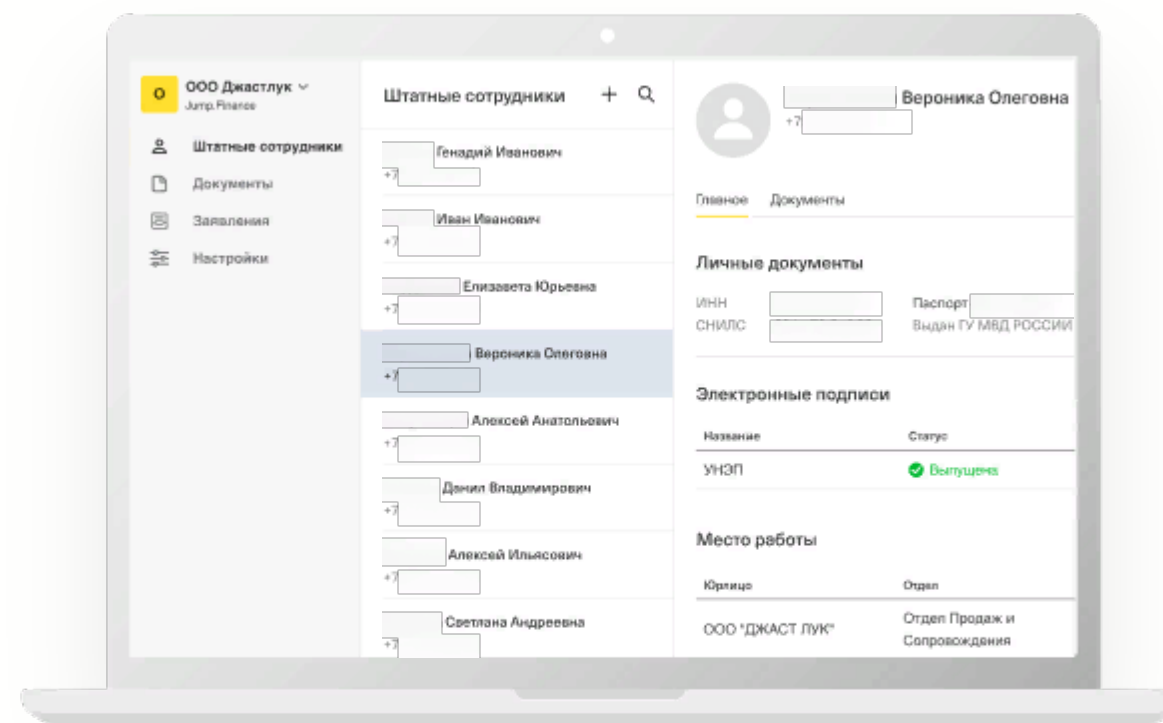 О
ООО Джастлук
Jump.Finance
Штатные сотрудники
Документы
Заявления
Настройки
Штатные сотрудники
Генадий Иванович
+7
Иван Иванович
+7
Елизавета Юрьевна
+7
Вероника Олеговна
+7
Алексей Анатольевич
+7
Данил Владимирович
+7
Алексей Ильясович
+7
Светлана Андреевна
+7
Вероника Олеговна
+7
Главное Документы
Личные документы
ИНН Паспорт
СНИЛС Выдан ГУ МВД РОССИИ
Электронные подписи
Название Статус
УНЭП Выпущена
Место работы
Юрлицо Отдел
ООО "ДЖАСТ ЛУК" Отдел Продаж и
Сопровождения